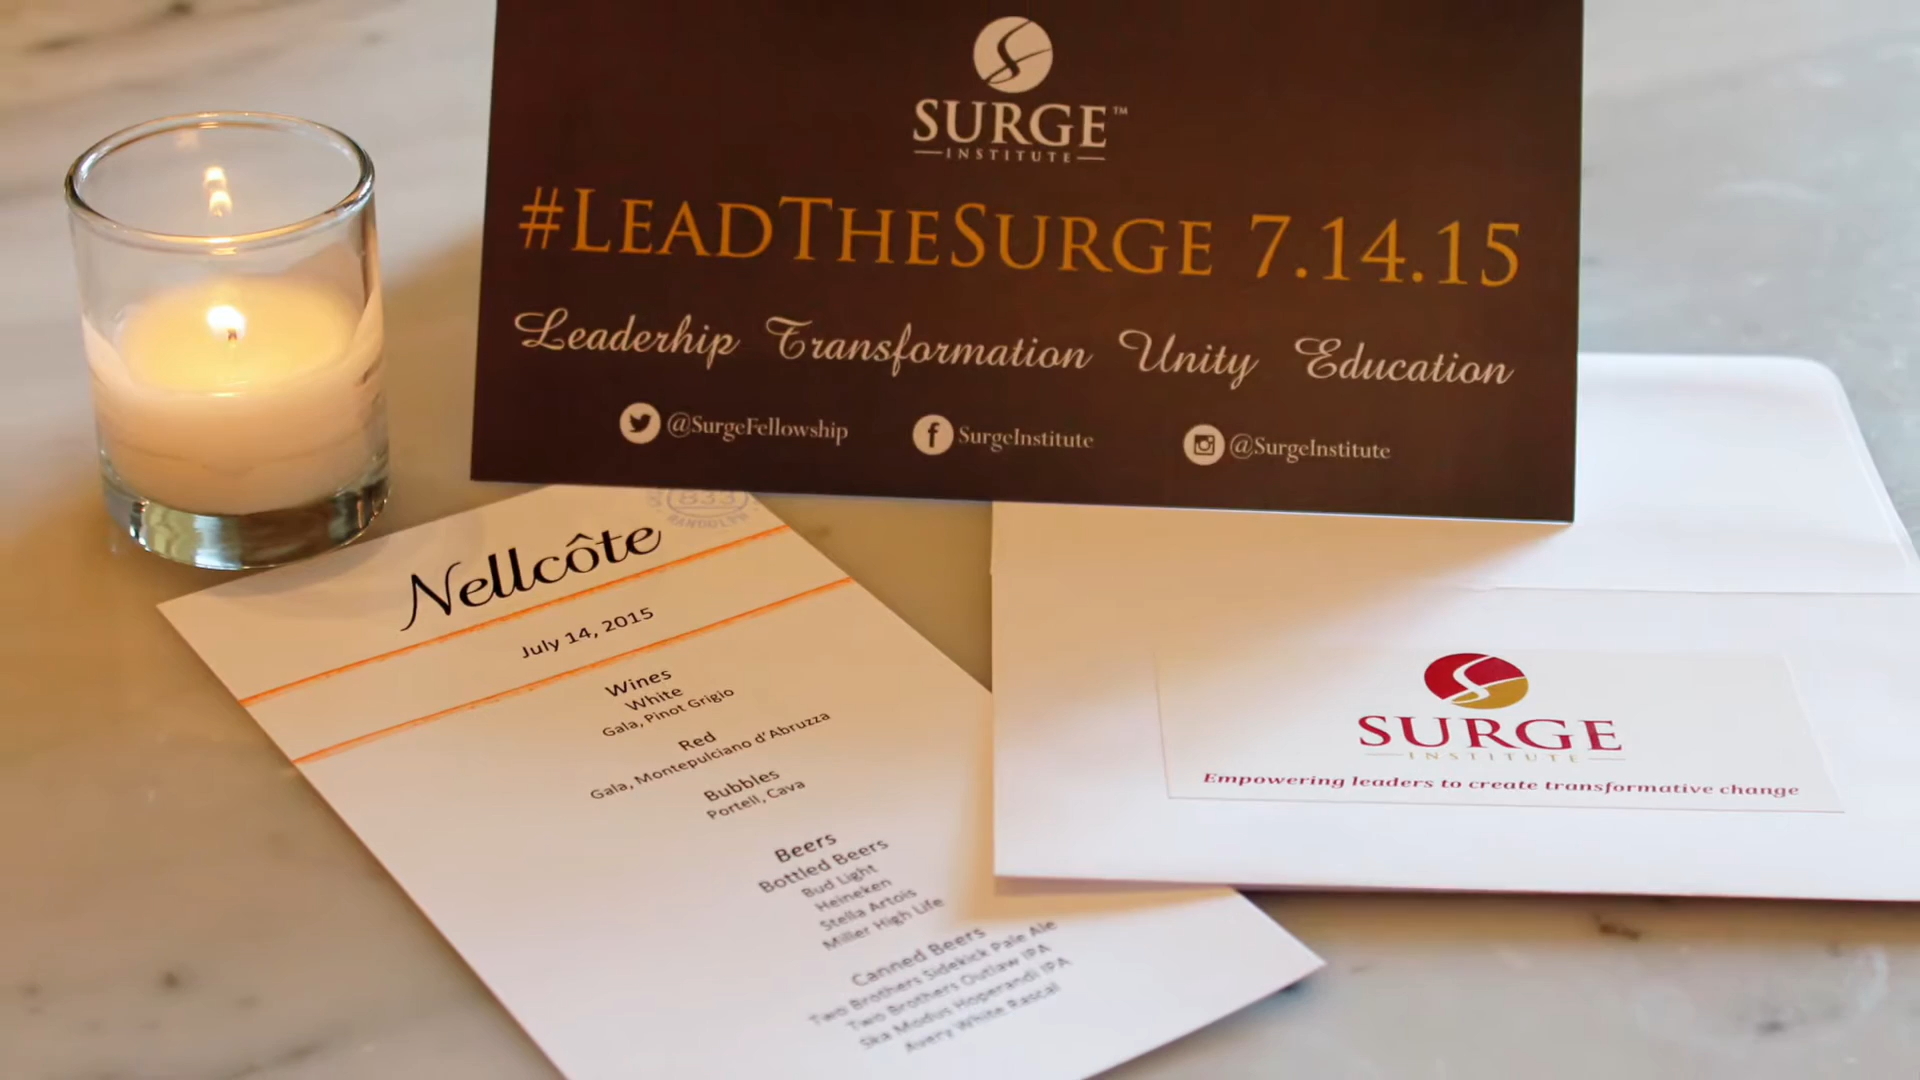 SURGE™
INSTITUTE
#LEADTHESURGE 7.14.15
Leaderhip Transformation Unity Education
@SurgeFellowship SurgeInstitute @SurgeInstitute
833
RANDOLPH
Nellcôte
July 14, 2015
Wines
White
Gala, Pinot Grigio
Red
Gala, Montepulciano d'Abruzza
Bubbles
Portell, Cava
Beers
Bottled Beers
Bud Light
Heineken
Stella Artois
Miller High Life
Canned Beers
Two Brothers Sidekick Pale Ale
Two Brothers Outlaw IPA
Ska Modus Hoperandi IPA
Avery White Rascal
SURGE
INSTITUTE
Empowering leaders to create transformative change